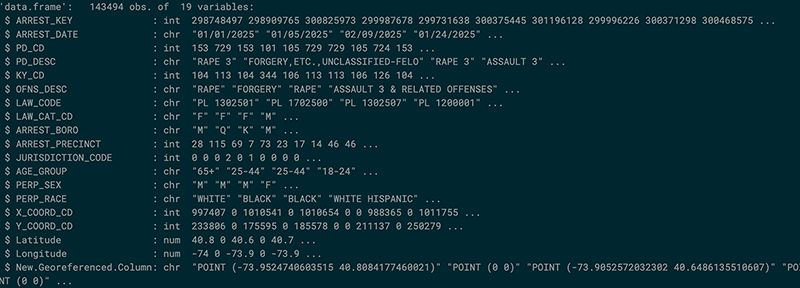 'data.frame': 143494 obs. of 19 variables:
$ ARREST_KEY : int 298748497 298909765 300825973 299987678 299731638 300375445 301196128 299996226 300371298 300468575 ...
$ ARREST_DATE : chr "01/01/2025" "01/05/2025" "02/09/2025" "01/24/2025" ...
$ PD_CD : int 153 729 153 101 105 729 729 105 724 153 ...
$ PD_DESC : chr "RAPE 3" "FORGERY,ETC.,UNCLASSIFIED-FELO" "RAPE 3" "ASSAULT 3" ...
$ KY_CD : int 104 113 104 344 106 113 113 106 126 104 ...
$ OFNS_DESC : chr "RAPE" "FORGERY" "RAPE" "ASSAULT 3 & RELATED OFFENSES" ...
$ LAW_CODE : chr "PL 1302501" "PL 1702500" "PL 1302507" "PL 1200001" ...
$ LAW_CAT_CD : chr "F" "F" "F" "M" ...
$ ARREST_BORO : chr "M" "Q" "K" "M" ...
$ ARREST_PRECINCT : int 28 115 69 7 73 23 17 14 46 46 ...
$ JURISDICTION_CODE : int 0 0 0 2 0 1 0 0 0 0 ...
$ AGE_GROUP : chr "65+" "25-44" "25-44" "18-24" ...
$ PERP_SEX : chr "M" "M" "M" "F" ...
$ PERP_RACE : chr "WHITE" "BLACK" "BLACK" "WHITE HISPANIC" ...
$ X_COORD_CD : int 997407 0 1010541 0 1010654 0 0 988365 0 1011755 ...
$ Y_COORD_CD : int 233806 0 175595 0 185578 0 0 211137 0 250279 ...
$ Latitude : num 40.8 0 40.6 0 40.7 ...
$ Longitude : num -74 0 -73.9 0 -73.9 ...
$ New.Georeferenced.Column: chr "POINT (-73.9524740603515 40.8084177460021)" "POINT (0 0)" "POINT (-73.9052572032302 40.6486135510607)" "POI
NT (0 0)" ...